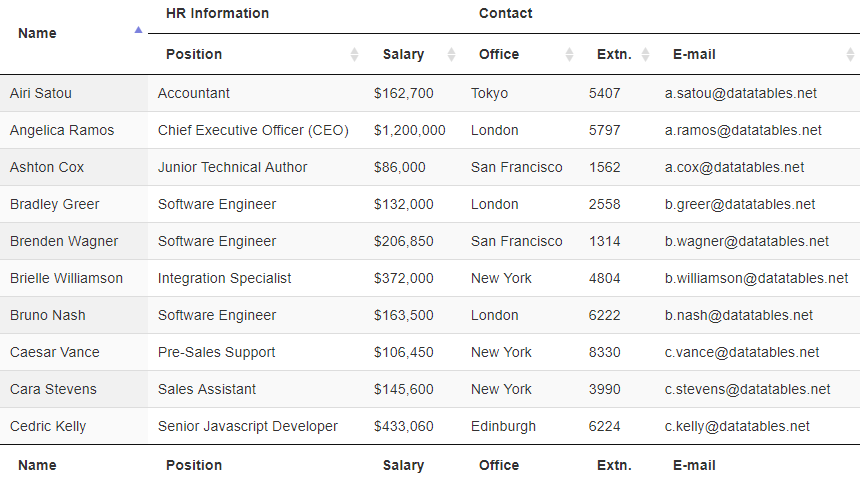 HR Information Contact
Name
Position Salary Office Extn. E-mail
Airi Satou Accountant $162,700 Tokyo 5407 a.satou@datatables.net
Angelica Ramos Chief Executive Officer (CEO) $1,200,000 London 5797 a.ramos@datatables.net
Ashton Cox Junior Technical Author $86,000 San Francisco 1562 a.cox@datatables.net
Bradley Greer Software Engineer $132,000 London 2558 b.greer@datatables.net
Brenden Wagner Software Engineer $206,850 San Francisco 1314 b.wagner@datatables.net
Brielle Williamson Integration Specialist $372,000 New York 4804 b.williamson@datatables.net
Bruno Nash Software Engineer $163,500 London 6222 b.nash@datatables.net
Caesar Vance Pre-Sales Support $106,450 New York 8330 c.vance@datatables.net
Cara Stevens Sales Assistant $145,600 New York 3990 c.stevens@datatables.net
Cedric Kelly Senior Javascript Developer $433,060 Edinburgh 6224 c.kelly@datatables.net
Name Position Salary Office Extn. E-mail